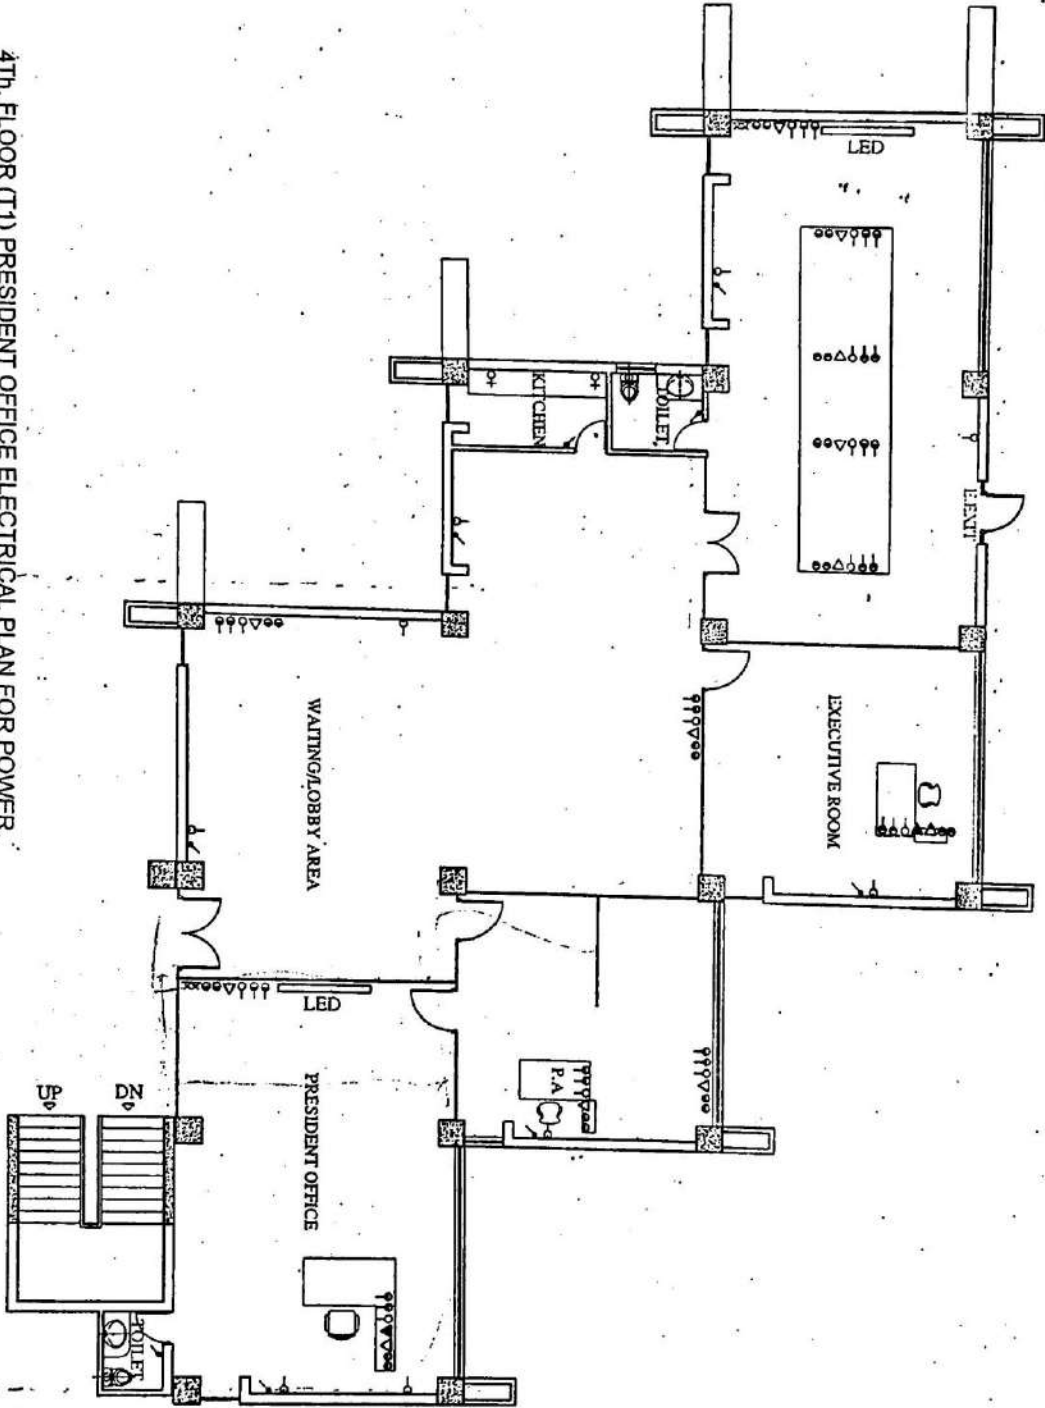 4Th. FLOOR (T1) PRESIDENT OFFICE ELECTRICAL PLAN FOR POWER
LED
TOILET
KITCHEN
EXIT
EXECUTIVE ROOM
WAITING/LOBBY AREA
LED
P.A
PRESIDENT OFFICE
UP
DN
TOILET